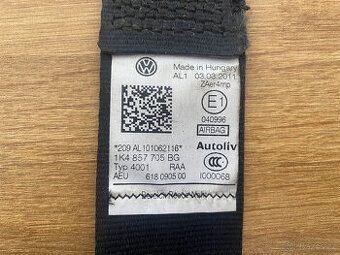 Made in Hungary
AL1 03.03.2011
ZAer4mp
E1
040996
AIRBAG
*209 AL101062116*
Autoliv
1K4 857 705 BG
Typ 4001 RAA
AEU 618 0905 00
I000068